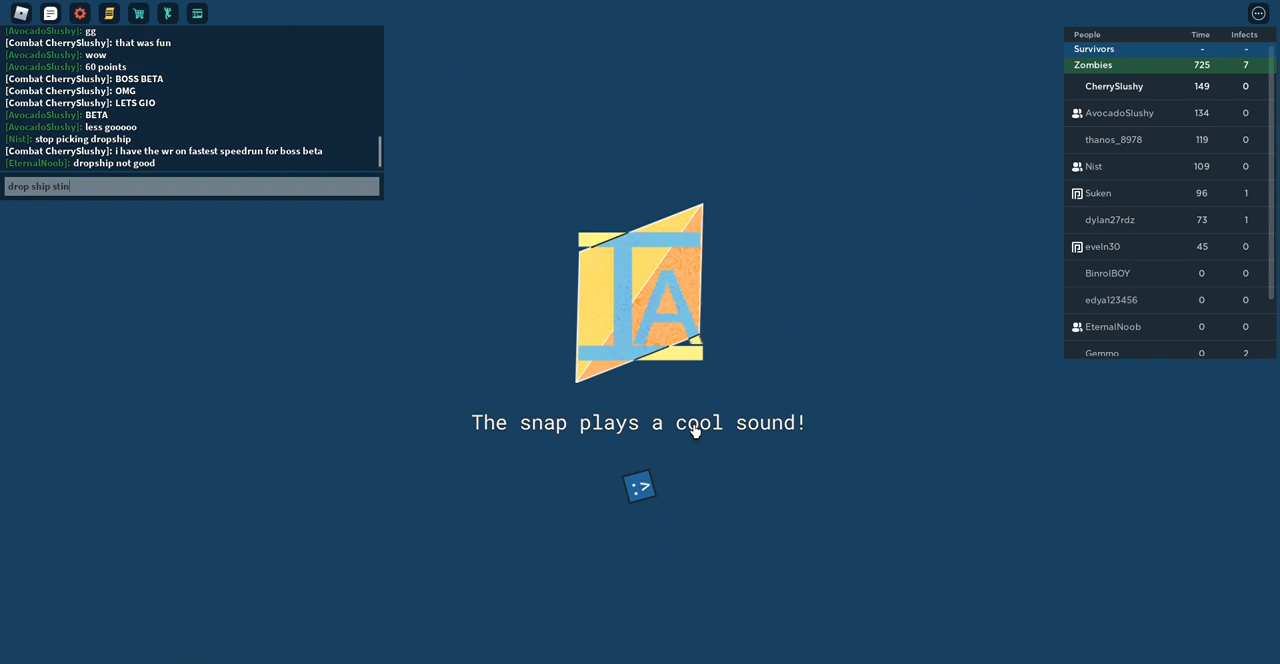 [AvocadoSlushy]: gg
[Combat CherrySlushy]: that was fun
[AvocadoSlushy]: wow
[AvocadoSlushy]: 60 points
[Combat CherrySlushy]: BOSS BETA
[Combat CherrySlushy]: OMG
[Combat CherrySlushy]: LETS GIO
[AvocadoSlushy]: BETA
[AvocadoSlushy]: less gooooo
[Nist]: stop picking dropship
[Combat CherrySlushy]: i have the wr on fastest speedrun for boss beta
[EternalNoob]: dropship not good
drop ship stin
People Time Infects
Survivors - -
Zombies 725 7
CherrySlushy 149 0
AvocadoSlushy 134 0
thanos_8978 119 0
Nist 109 0
Suken 96 1
dylan27rdz 73 1
eveln30 45 0
BinrolBOY 0 0
edya123456 0 0
EternalNoob 0 0
Gemmo 0 2
IA
The snap plays a cool sound!
:>